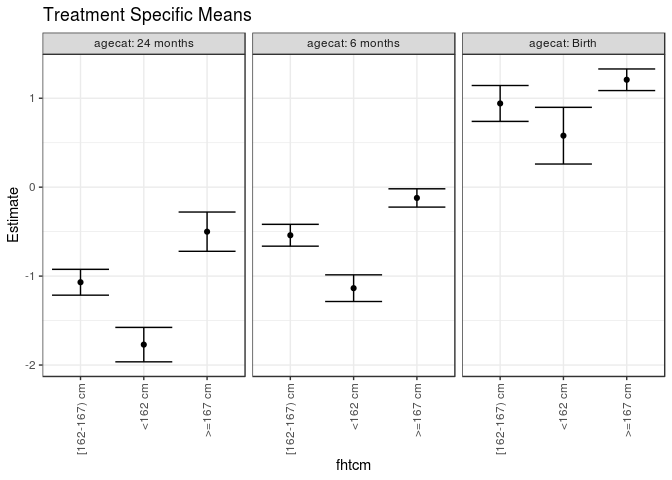 Treatment Specific Means
agecat: 24 months
agecat: 6 months
agecat: Birth
Estimate
1
0
-1
-2
[162-167) cm
<162 cm
>=167 cm
[162-167) cm
<162 cm
>=167 cm
[162-167) cm
<162 cm
>=167 cm
fhtcm